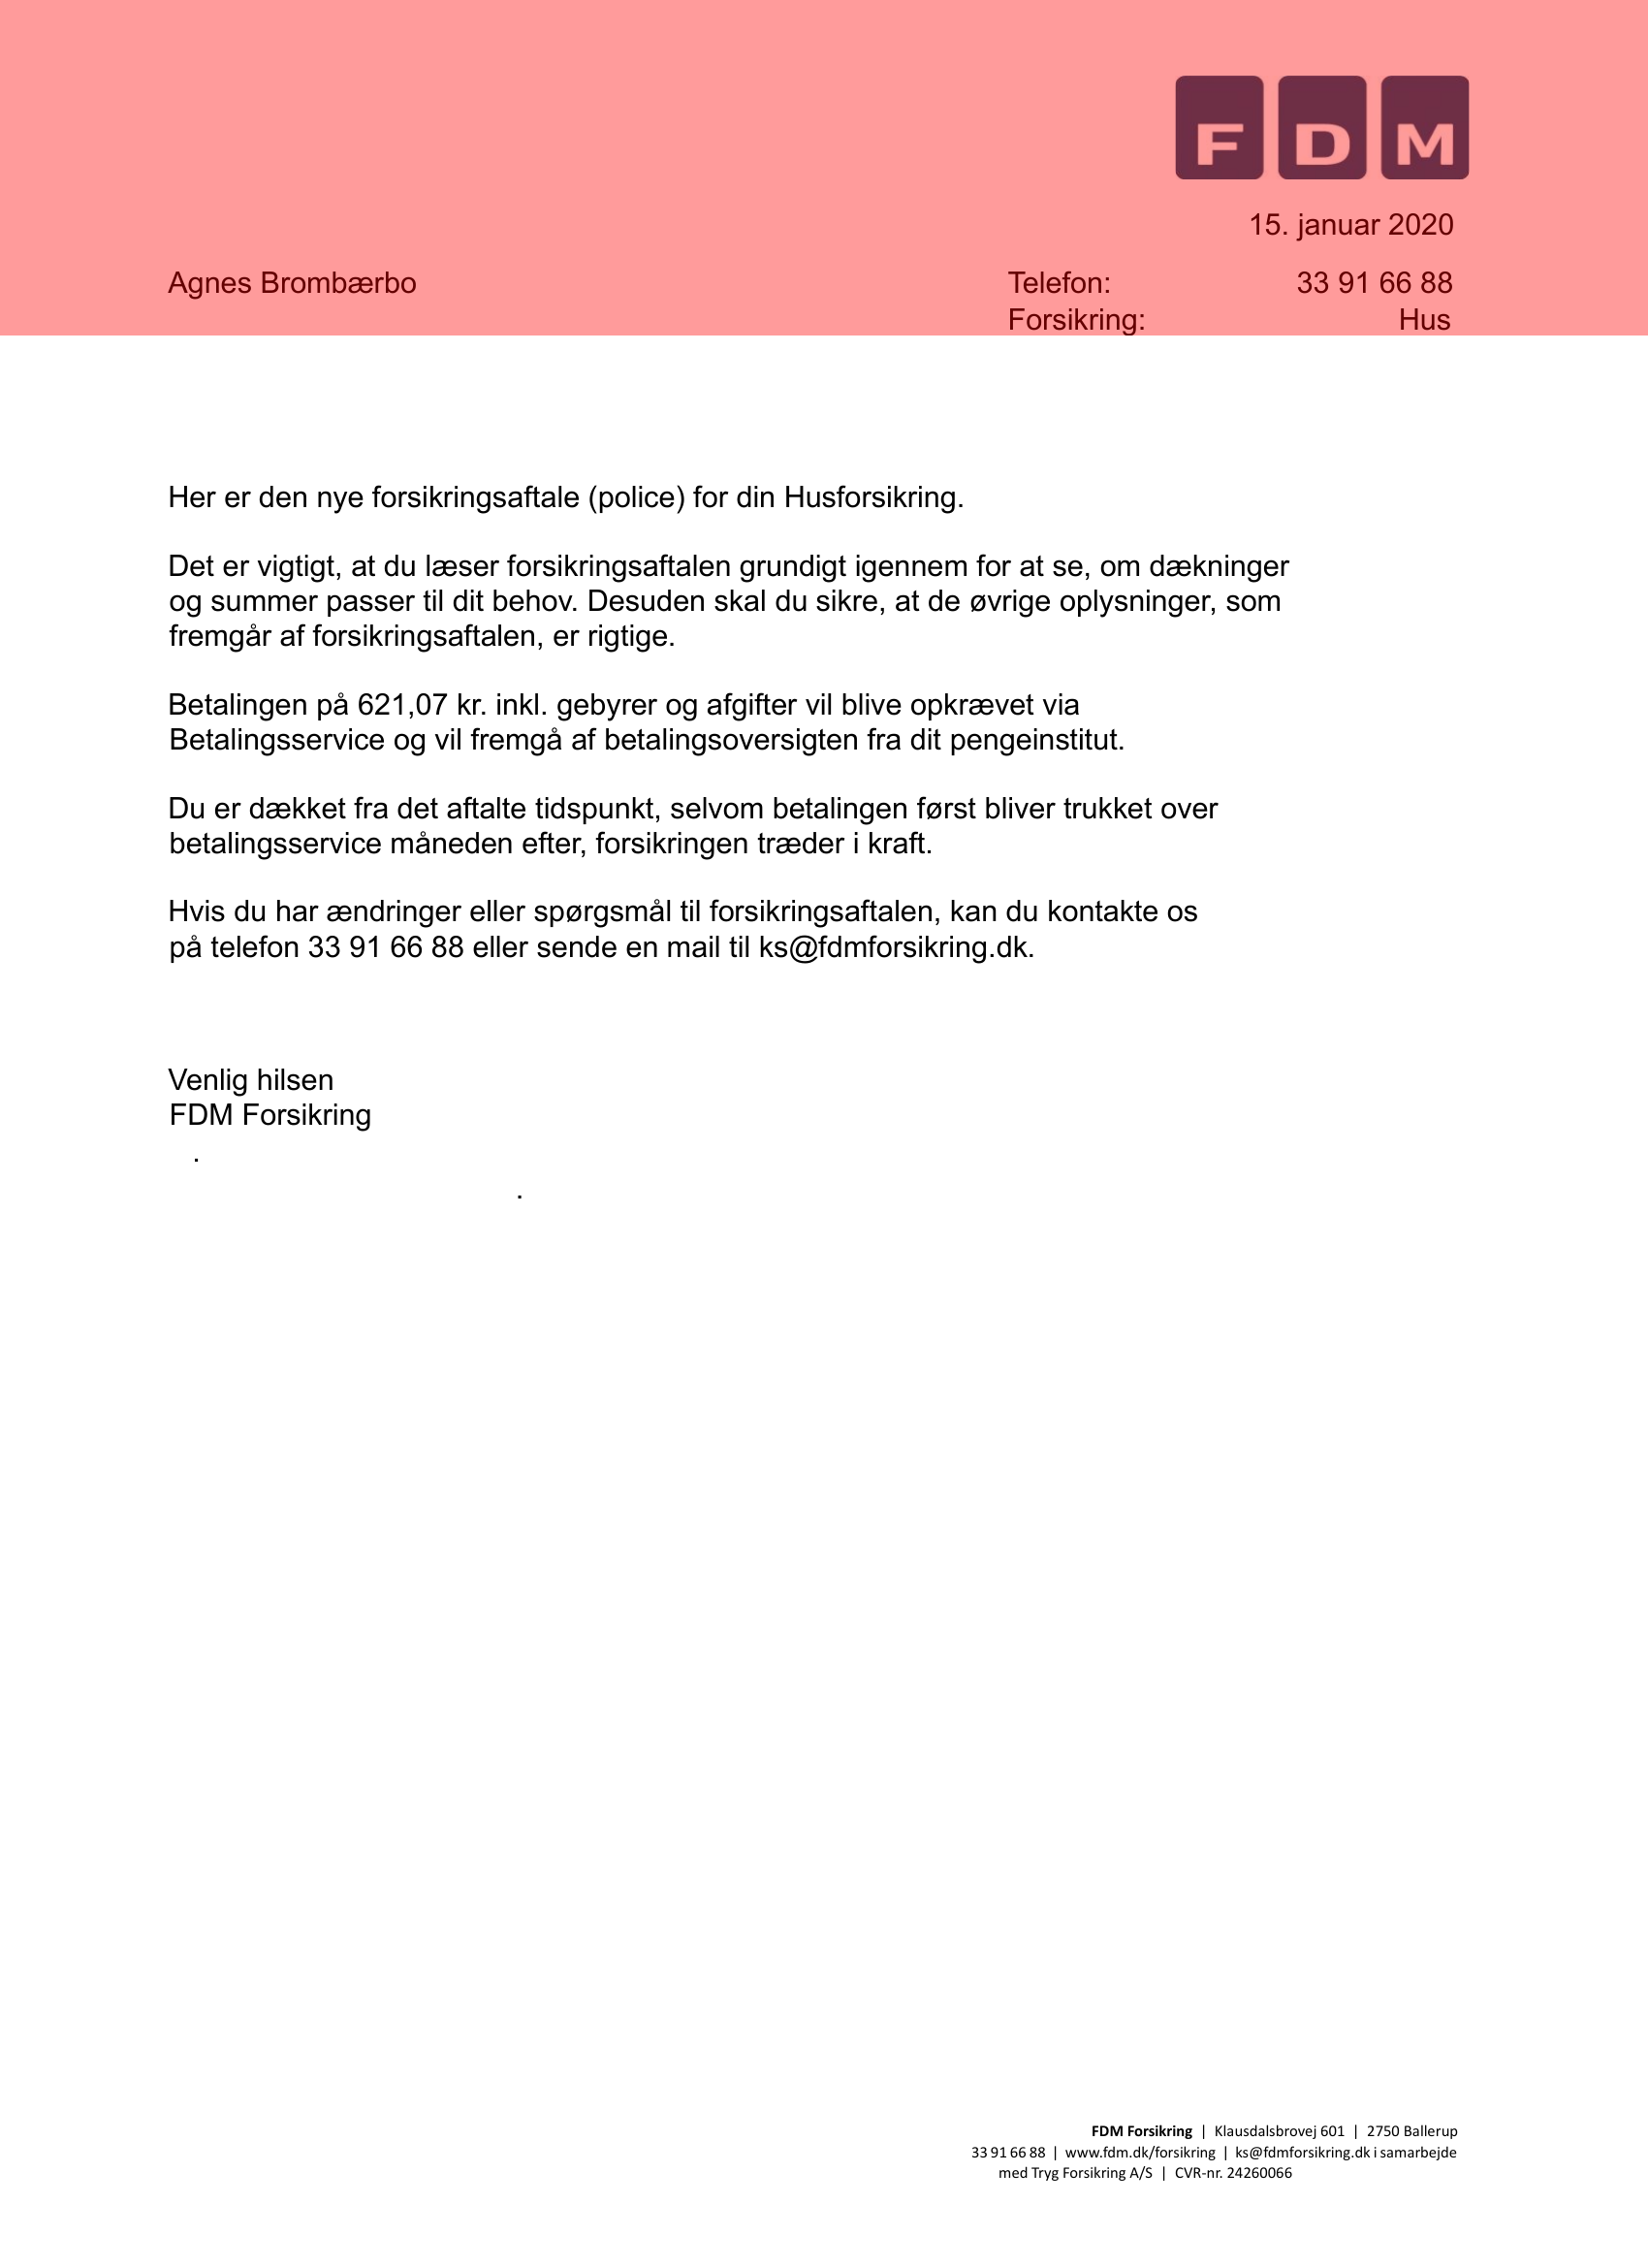 FDM
15. januar 2020
Agnes Brombærbo
Telefon: 33 91 66 88
Forsikring: Hus
Her er den nye forsikringsaftale (police) for din Husforsikring.
Det er vigtigt, at du læser forsikringsaftalen grundigt igennem for at se, om dækninger
og summer passer til dit behov. Desuden skal du sikre, at de øvrige oplysninger, som
fremgår af forsikringsaftalen, er rigtige.
Betalingen på 621,07 kr. inkl. gebyrer og afgifter vil blive opkrævet via
Betalingsservice og vil fremgå af betalingsoversigten fra dit pengeinstitut.
Du er dækket fra det aftalte tidspunkt, selvom betalingen først bliver trukket over
betalingsservice måneden efter, forsikringen træder i kraft.
Hvis du har ændringer eller spørgsmål til forsikringsaftalen, kan du kontakte os
på telefon 33 91 66 88 eller sende en mail til ks@fdmforsikring.dk.
Venlig hilsen
FDM Forsikring
.
.
FDM Forsikring | Klausdalsbrovej 601 | 2750 Ballerup
33 91 66 88 | www.fdm.dk/forsikring | ks@fdmforsikring.dk i samarbejde
med Tryg Forsikring A/S | CVR-nr. 24260066